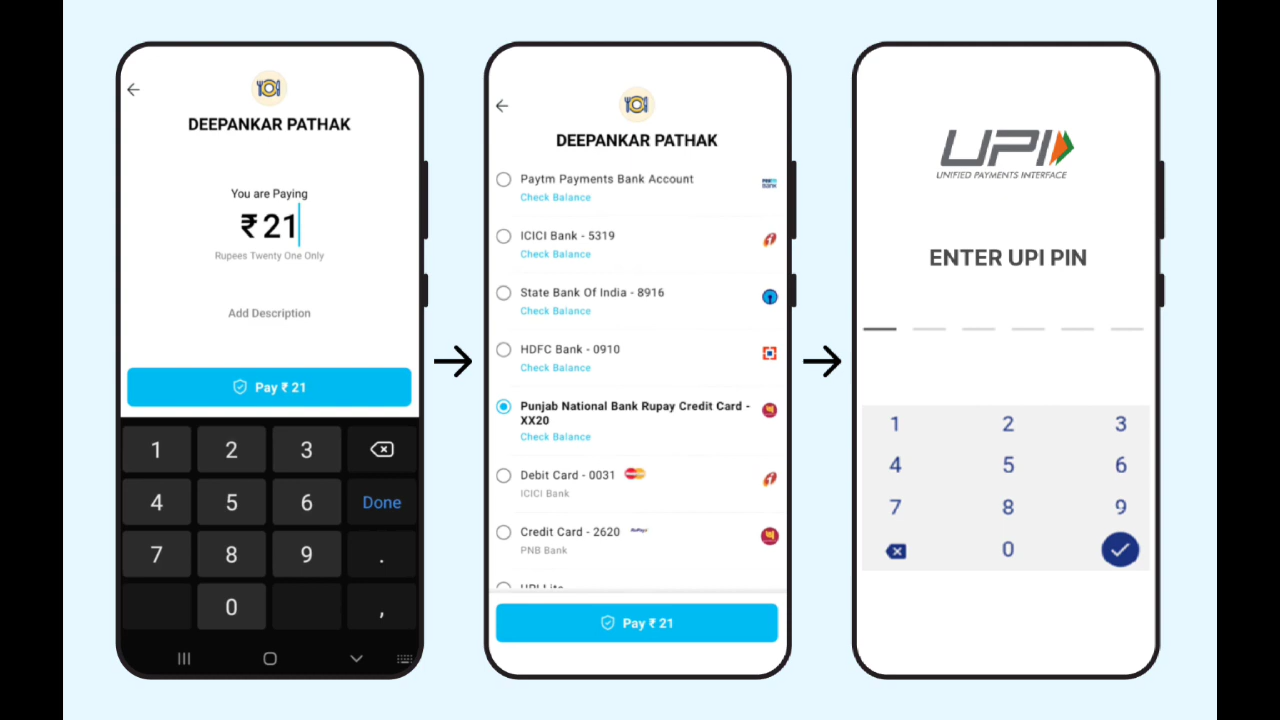 DEEPANKAR PATHAK
You are Paying
₹ 21
Rupees Twenty One Only
Add Description
Pay ₹ 21
1 2 3
4 5 6 Done
7 8 9 .
0 ,
DEEPANKAR PATHAK
Paytm Payments Bank Account
Check Balance
ICICI Bank - 5319
Check Balance
State Bank Of India - 8916
Check Balance
HDFC Bank - 0910
Check Balance
Punjab National Bank Rupay Credit Card -
XX20
Check Balance
Debit Card - 0031
ICICI Bank
Credit Card - 2620 RuPay
PNB Bank
UPI Lite
Pay ₹ 21
UPI
UNIFIED PAYMENTS INTERFACE
ENTER UPI PIN
1 2 3
4 5 6
7 8 9
0